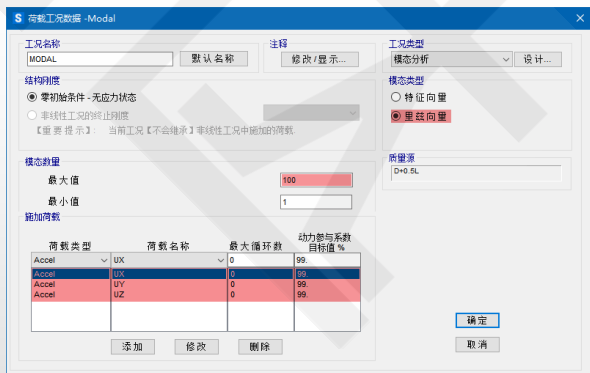 S 荷载工况数据 -Modal
工况名称
MODAL
默认名称
注释
修改/显示...
工况类型
模态分析
设计...
结构刚度
零初始条件 - 无应力状态
非线性工况的终止刚度
【重要提示】： 当前工况【不会继承】非线性工况中施加的荷载.
模态类型
特征向量
里兹向量
模态数量
最大值 100
最小值 1
质量源
D+0.5L
施加荷载
荷载类型 荷载名称 最大循环数 动力参与系数
目标值 %
Accel UX 0 99.
Accel UX 0 99.
Accel UY 0 99.
Accel UZ 0 99.
添加 修改 删除
确定
取消